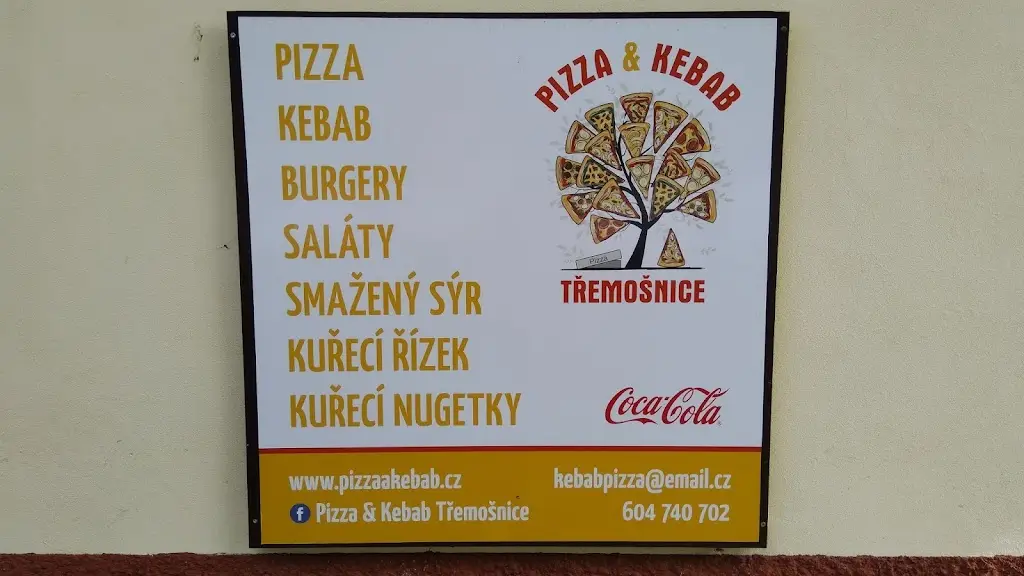 PIZZA
KEBAB
BURGERY
SALÁTY
SMAŽENÝ SÝR
KUŘECÍ ŘÍZEK
KUŘECÍ NUGETKY
PIZZA & KEBAB
Pizza
TŘEMOŠNICE
Coca-Cola
www.pizzaakebab.cz
f Pizza & Kebab Třemošnice
kebabpizza@email.cz
604 740 702